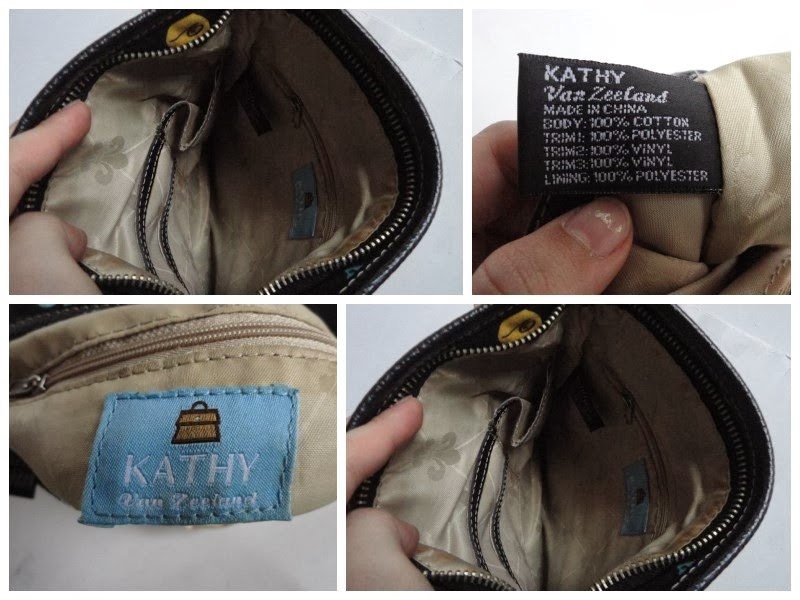 KATHY
Van Zeeland
MADE IN CHINA
BODY: 100% COTTON
TRIM1: 100% POLYESTER
TRIM2: 100% VINYL
TRIM3: 100% VINYL
LINING: 100% POLYESTER
KATHY
Van Zeeland